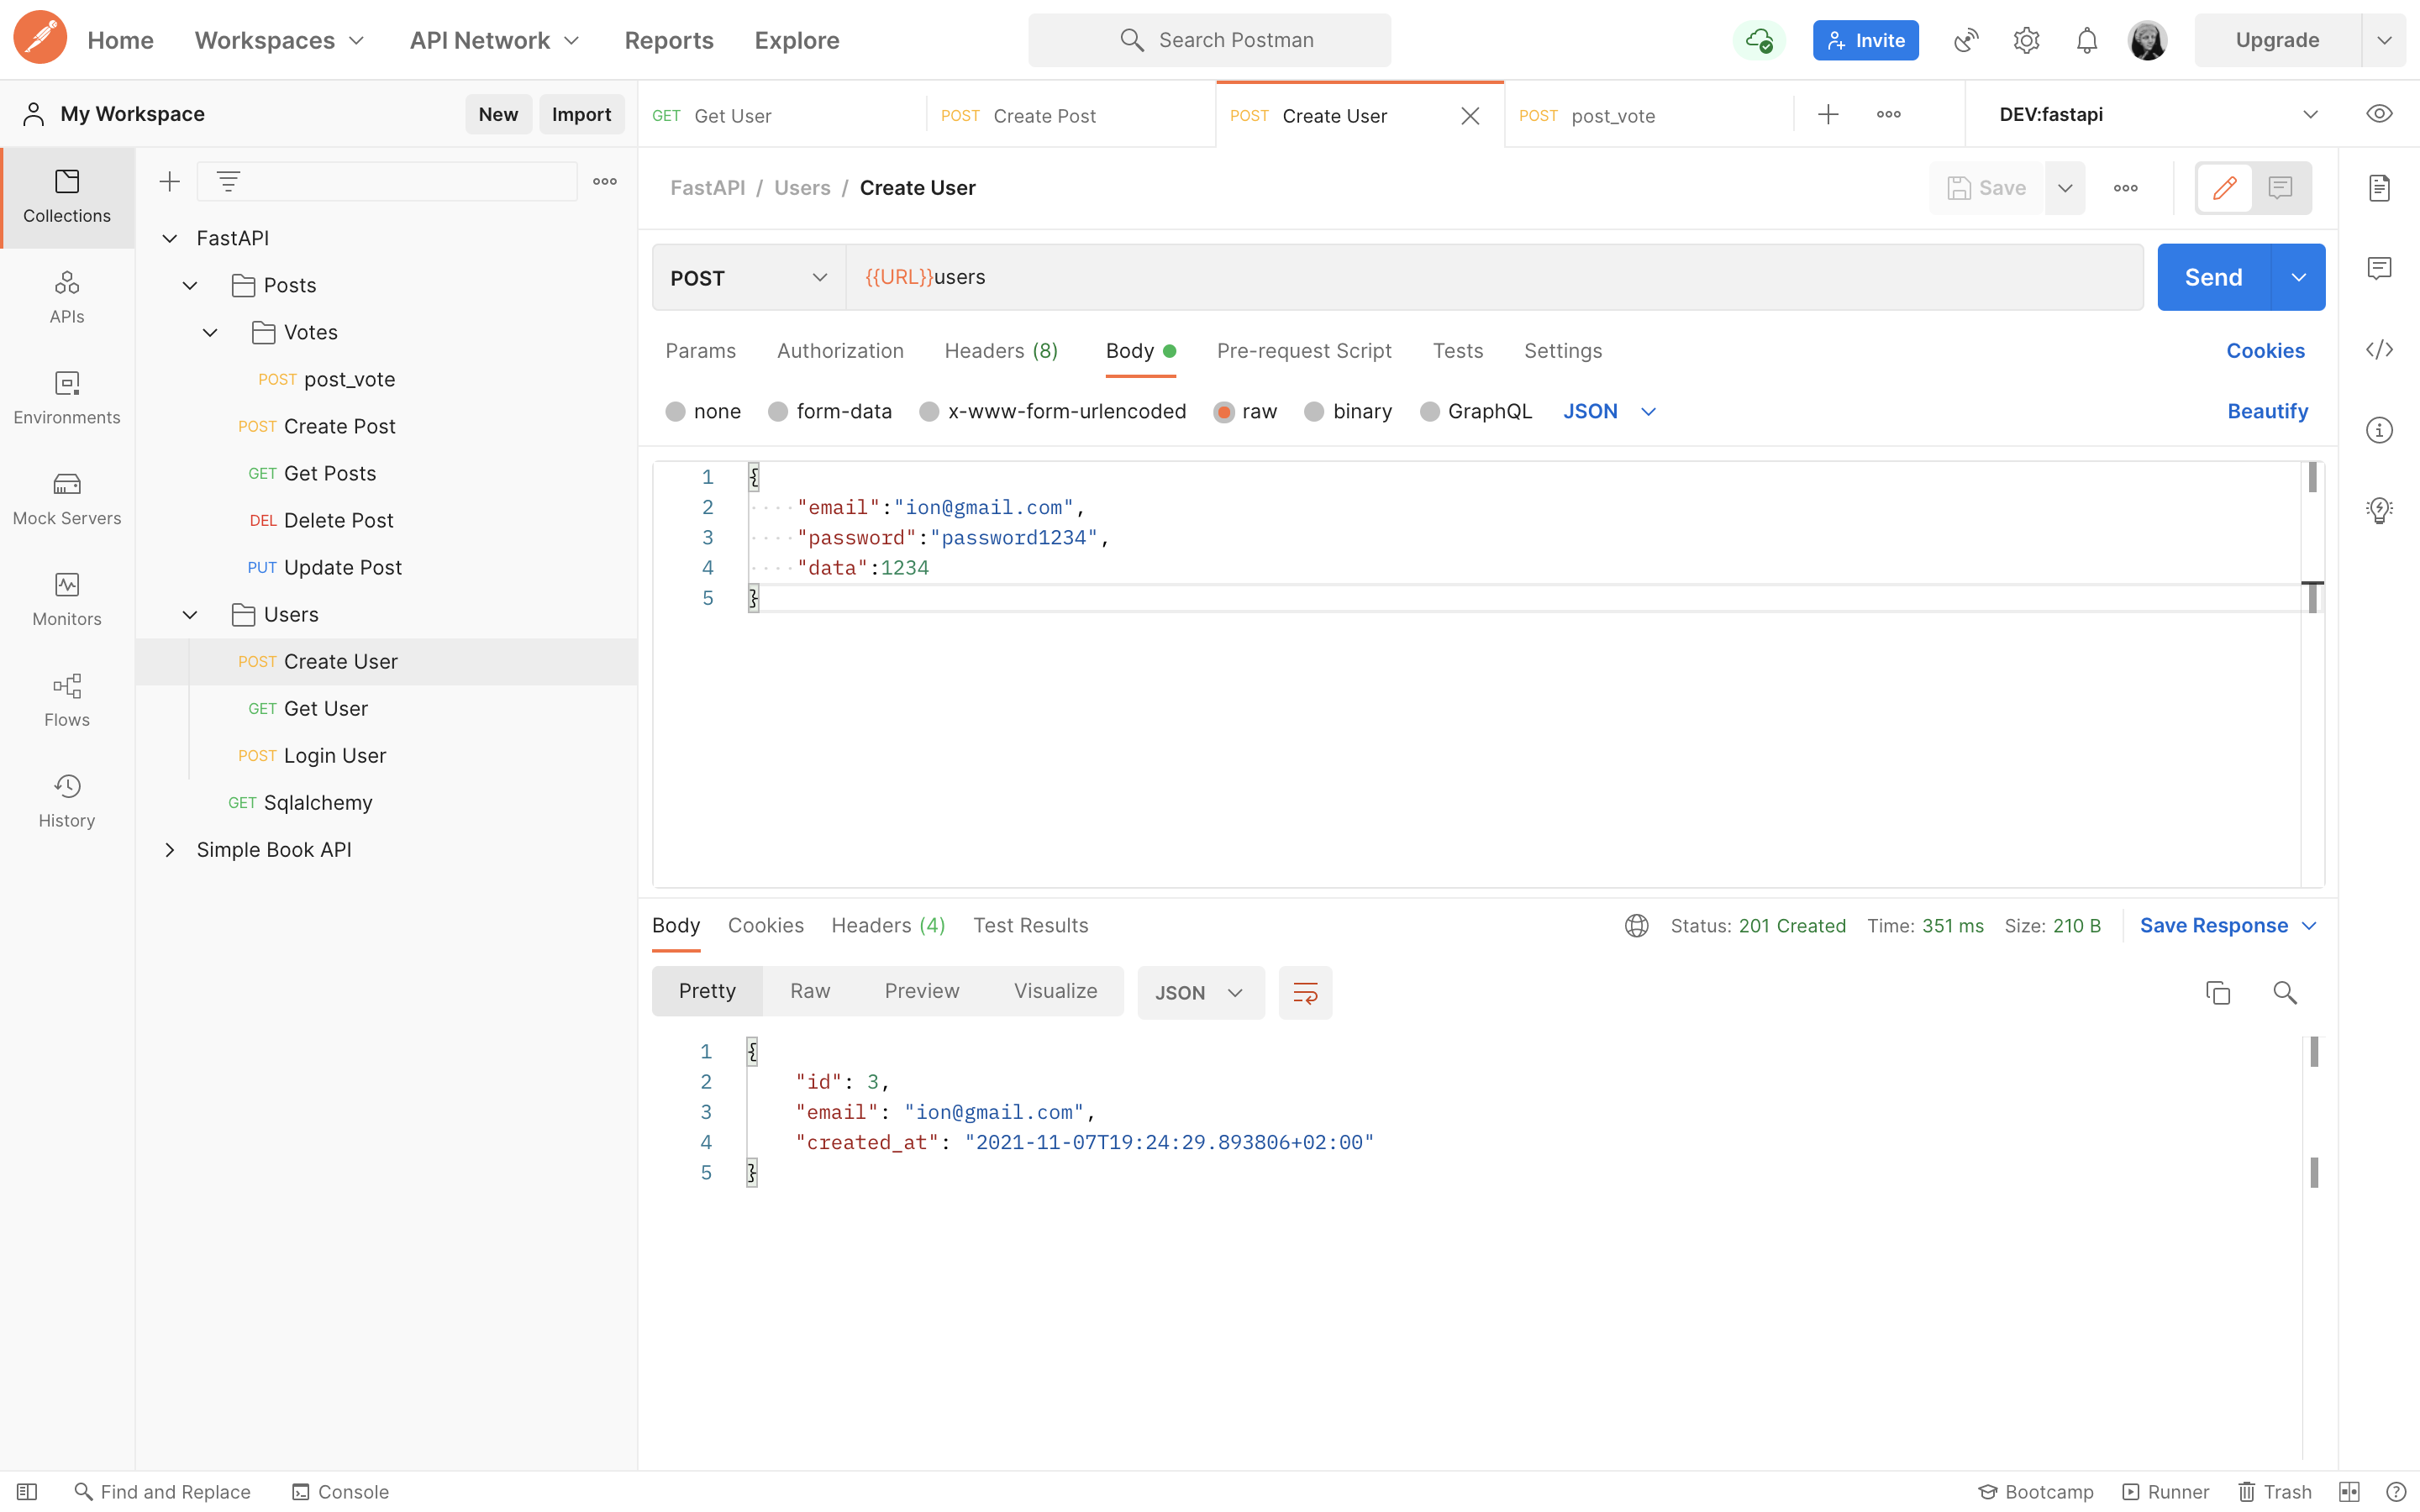 Home Workspaces API Network Reports Explore Search Postman Invite Upgrade
My Workspace New Import
GET Get User POST Create Post POST Create User POST post_vote DEV:fastapi
Collections
APIs
Environments
Mock Servers
Monitors
Flows
History
FastAPI
Posts
Votes
POST post_vote
POST Create Post
GET Get Posts
DEL Delete Post
PUT Update Post
Users
POST Create User
GET Get User
POST Login User
GET Sqlalchemy
Simple Book API
FastAPI / Users / Create User Save
POST {{URL}}users Send
Params Authorization Headers (8) Body Pre-request Script Tests Settings Cookies
none form-data x-www-form-urlencoded raw binary GraphQL JSON Beautify
1 {
2 "email":"ion@gmail.com",
3 "password":"password1234",
4 "data":1234
5 }
Body Cookies Headers (4) Test Results Status: 201 Created Time: 351 ms Size: 210 B Save Response
Pretty Raw Preview Visualize JSON
1 {
2 "id": 3,
3 "email": "ion@gmail.com",
4 "created_at": "2021-11-07T19:24:29.893806+02:00"
5 }
Find and Replace Console Bootcamp Runner Trash